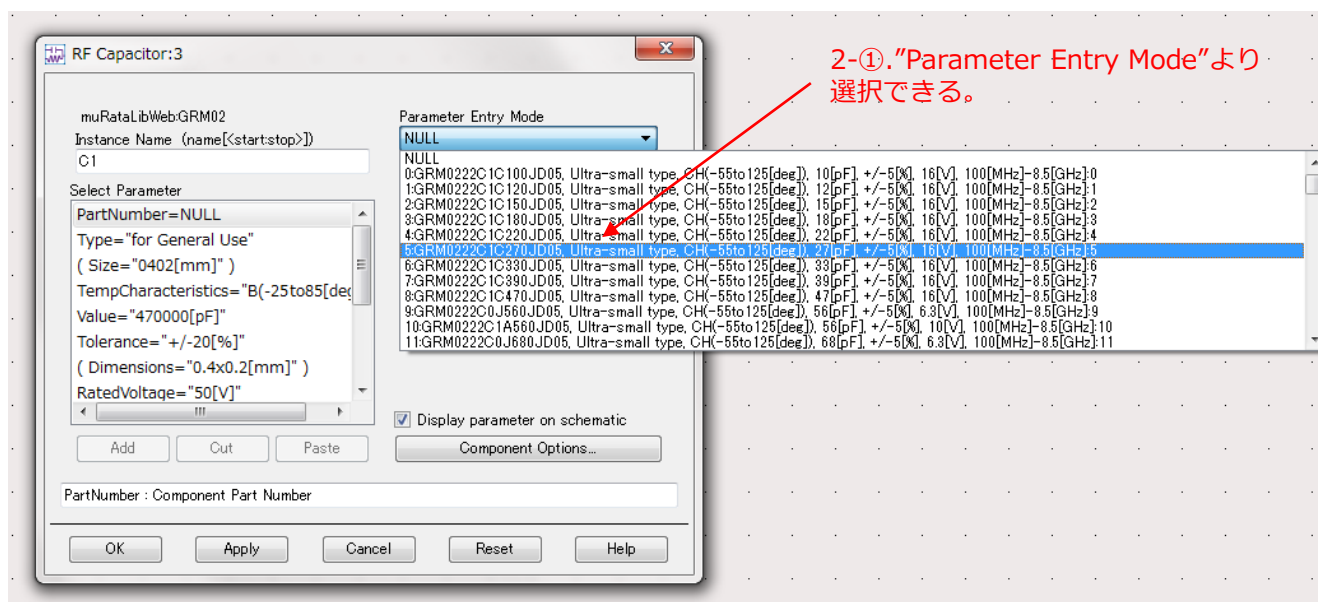 RF Capacitor:3
2-①."Parameter Entry Mode"より
選択できる。
muRataLibWeb:GRM02
Instance Name (name[<start:stop>])
C1
Select Parameter
PartNumber=NULL
Type="for General Use"
( Size="0402[mm]" )
TempCharacteristics="B(-25to85[deg
Value="470000[pF]"
Tolerance="+/-20[%]"
( Dimensions="0.4x0.2[mm]" )
RatedVoltage="50[V]"
Add
Cut
Paste
Parameter Entry Mode
NULL
NULL
0:GRM0222C1C100JD05, Ultra-small type, CH(-55to125[deg]), 10[pF], +/-5[%], 16[V], 100[MHz]-8.5[GHz]:0
1:GRM0222C1C120JD05, Ultra-small type, CH(-55to125[deg]), 12[pF], +/-5[%], 16[V], 100[MHz]-8.5[GHz]:1
2:GRM0222C1C150JD05, Ultra-small type, CH(-55to125[deg]), 15[pF], +/-5[%], 16[V], 100[MHz]-8.5[GHz]:2
3:GRM0222C1C180JD05, Ultra-small type, CH(-55to125[deg]), 18[pF], +/-5[%], 16[V], 100[MHz]-8.5[GHz]:3
4:GRM0222C1C220JD05, Ultra-small type, CH(-55to125[deg]), 22[pF], +/-5[%], 16[V], 100[MHz]-8.5[GHz]:4
5:GRM0222C1C270JD05, Ultra-small type, CH(-55to125[deg]), 27[pF], +/-5[%], 16[V], 100[MHz]-8.5[GHz]:5
6:GRM0222C1C330JD05, Ultra-small type, CH(-55to125[deg]), 33[pF], +/-5[%], 16[V], 100[MHz]-8.5[GHz]:6
7:GRM0222C1C390JD05, Ultra-small type, CH(-55to125[deg]), 39[pF], +/-5[%], 16[V], 100[MHz]-8.5[GHz]:7
8:GRM0222C1C470JD05, Ultra-small type, CH(-55to125[deg]), 47[pF], +/-5[%], 16[V], 100[MHz]-8.5[GHz]:8
9:GRM0222C0J560JD05, Ultra-small type, CH(-55to125[deg]), 56[pF], +/-5[%], 6.3[V], 100[MHz]-8.5[GHz]:9
10:GRM0222C1A560JD05, Ultra-small type, CH(-55to125[deg]), 56[pF], +/-5[%], 10[V], 100[MHz]-8.5[GHz]:10
11:GRM0222C0J680JD05, Ultra-small type, CH(-55to125[deg]), 68[pF], +/-5[%], 6.3[V], 100[MHz]-8.5[GHz]:11
Display parameter on schematic
Component Options...
PartNumber : Component Part Number
OK
Apply
Cancel
Reset
Help